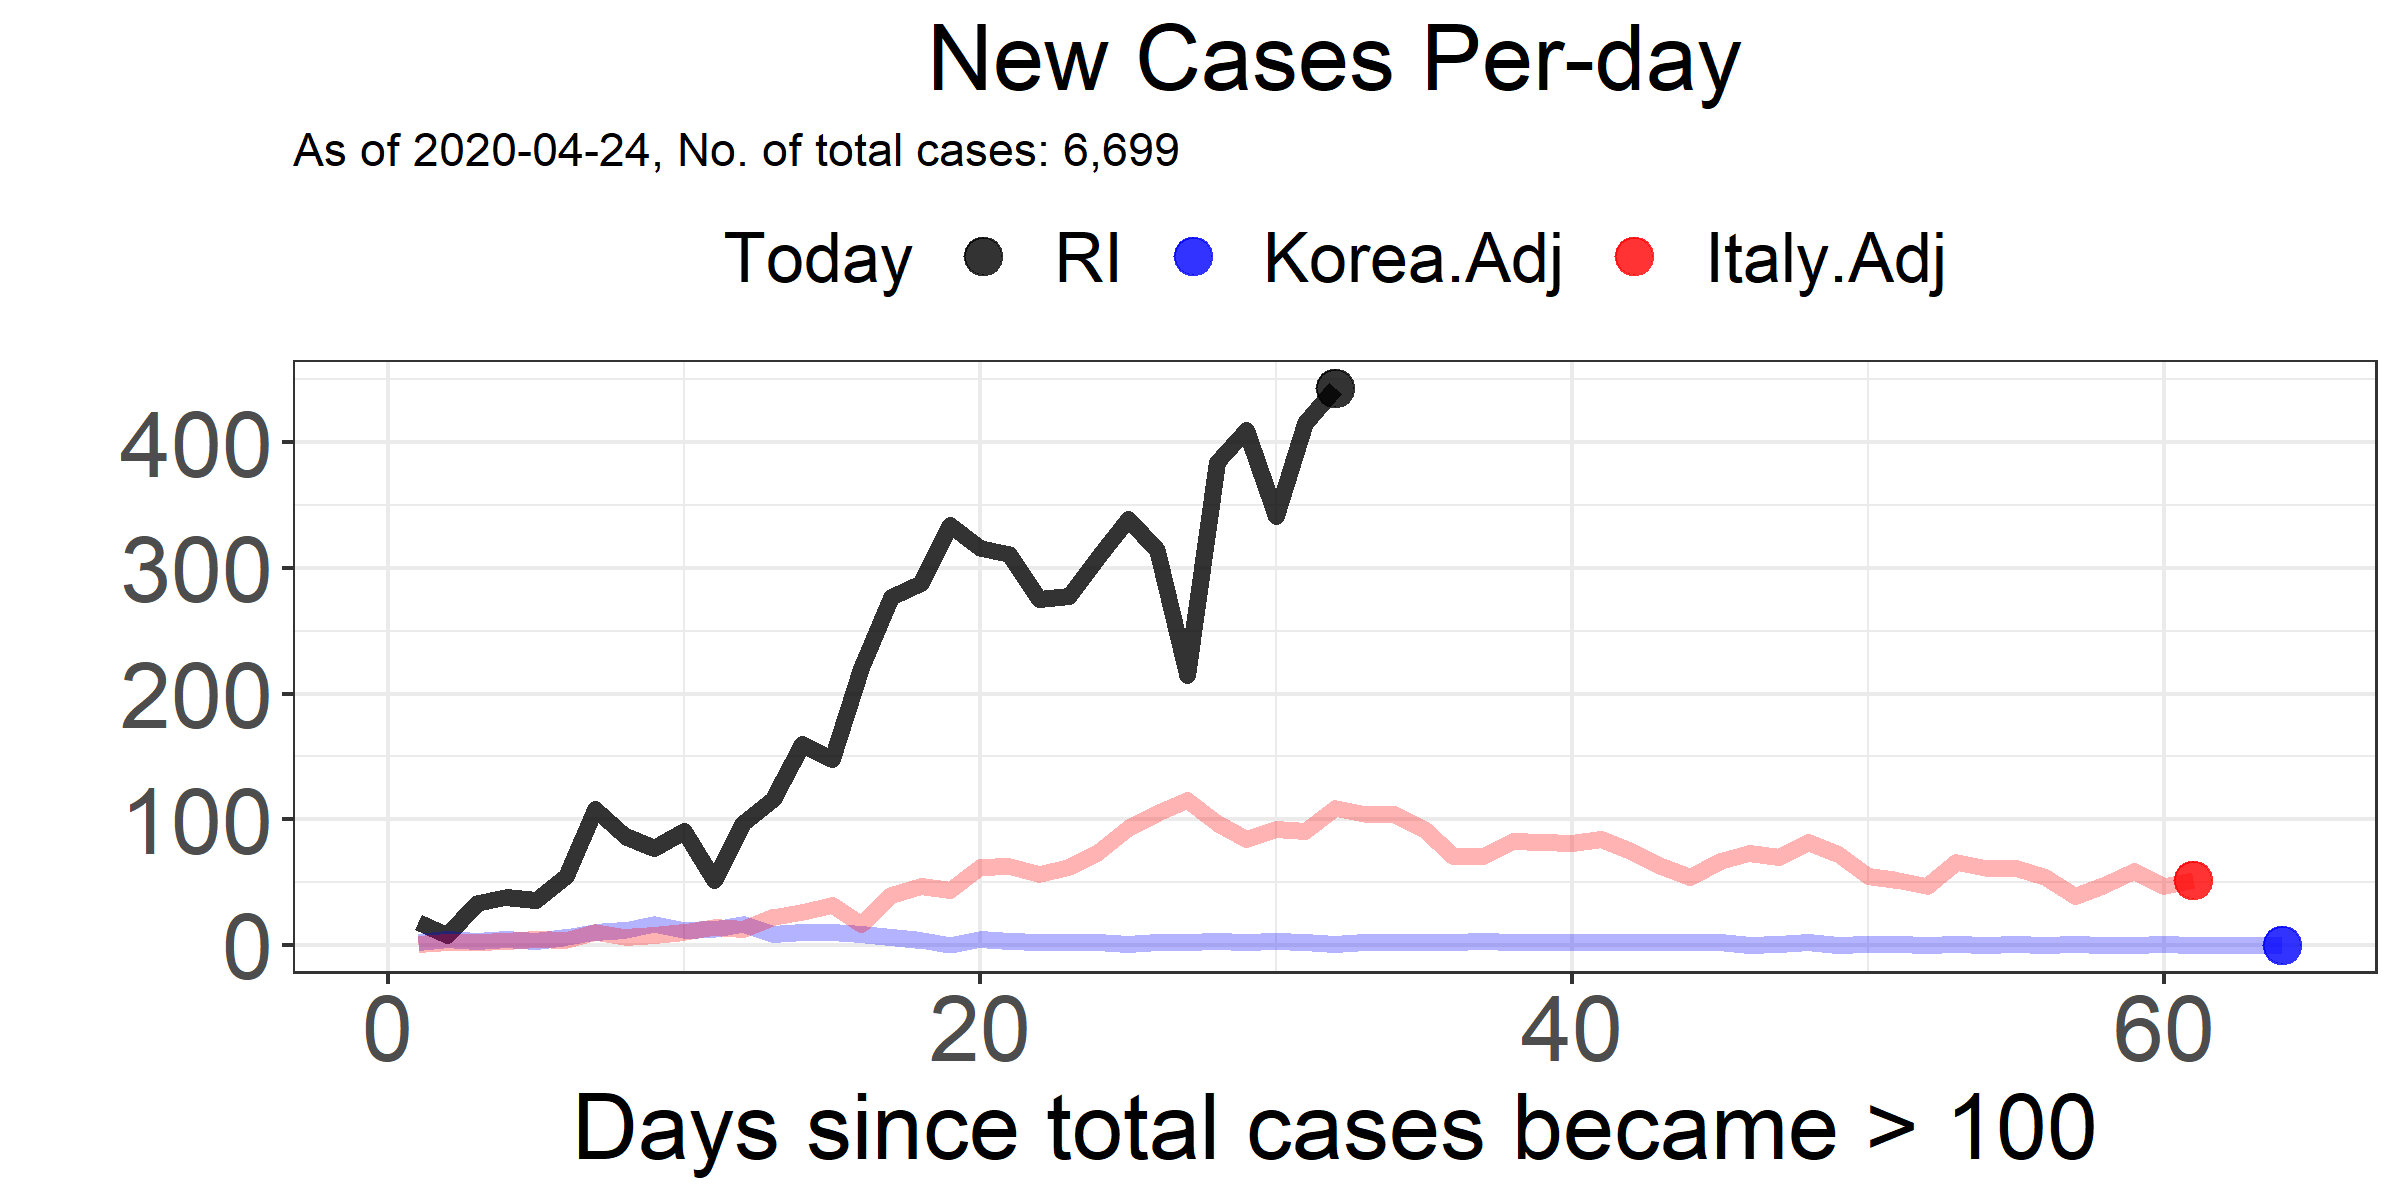 New Cases Per-day
As of 2020-04-24, No. of total cases: 6,699
Today RI Korea.Adj Italy.Adj
400
300
200
100
0
0 20 40 60
Days since total cases became > 100